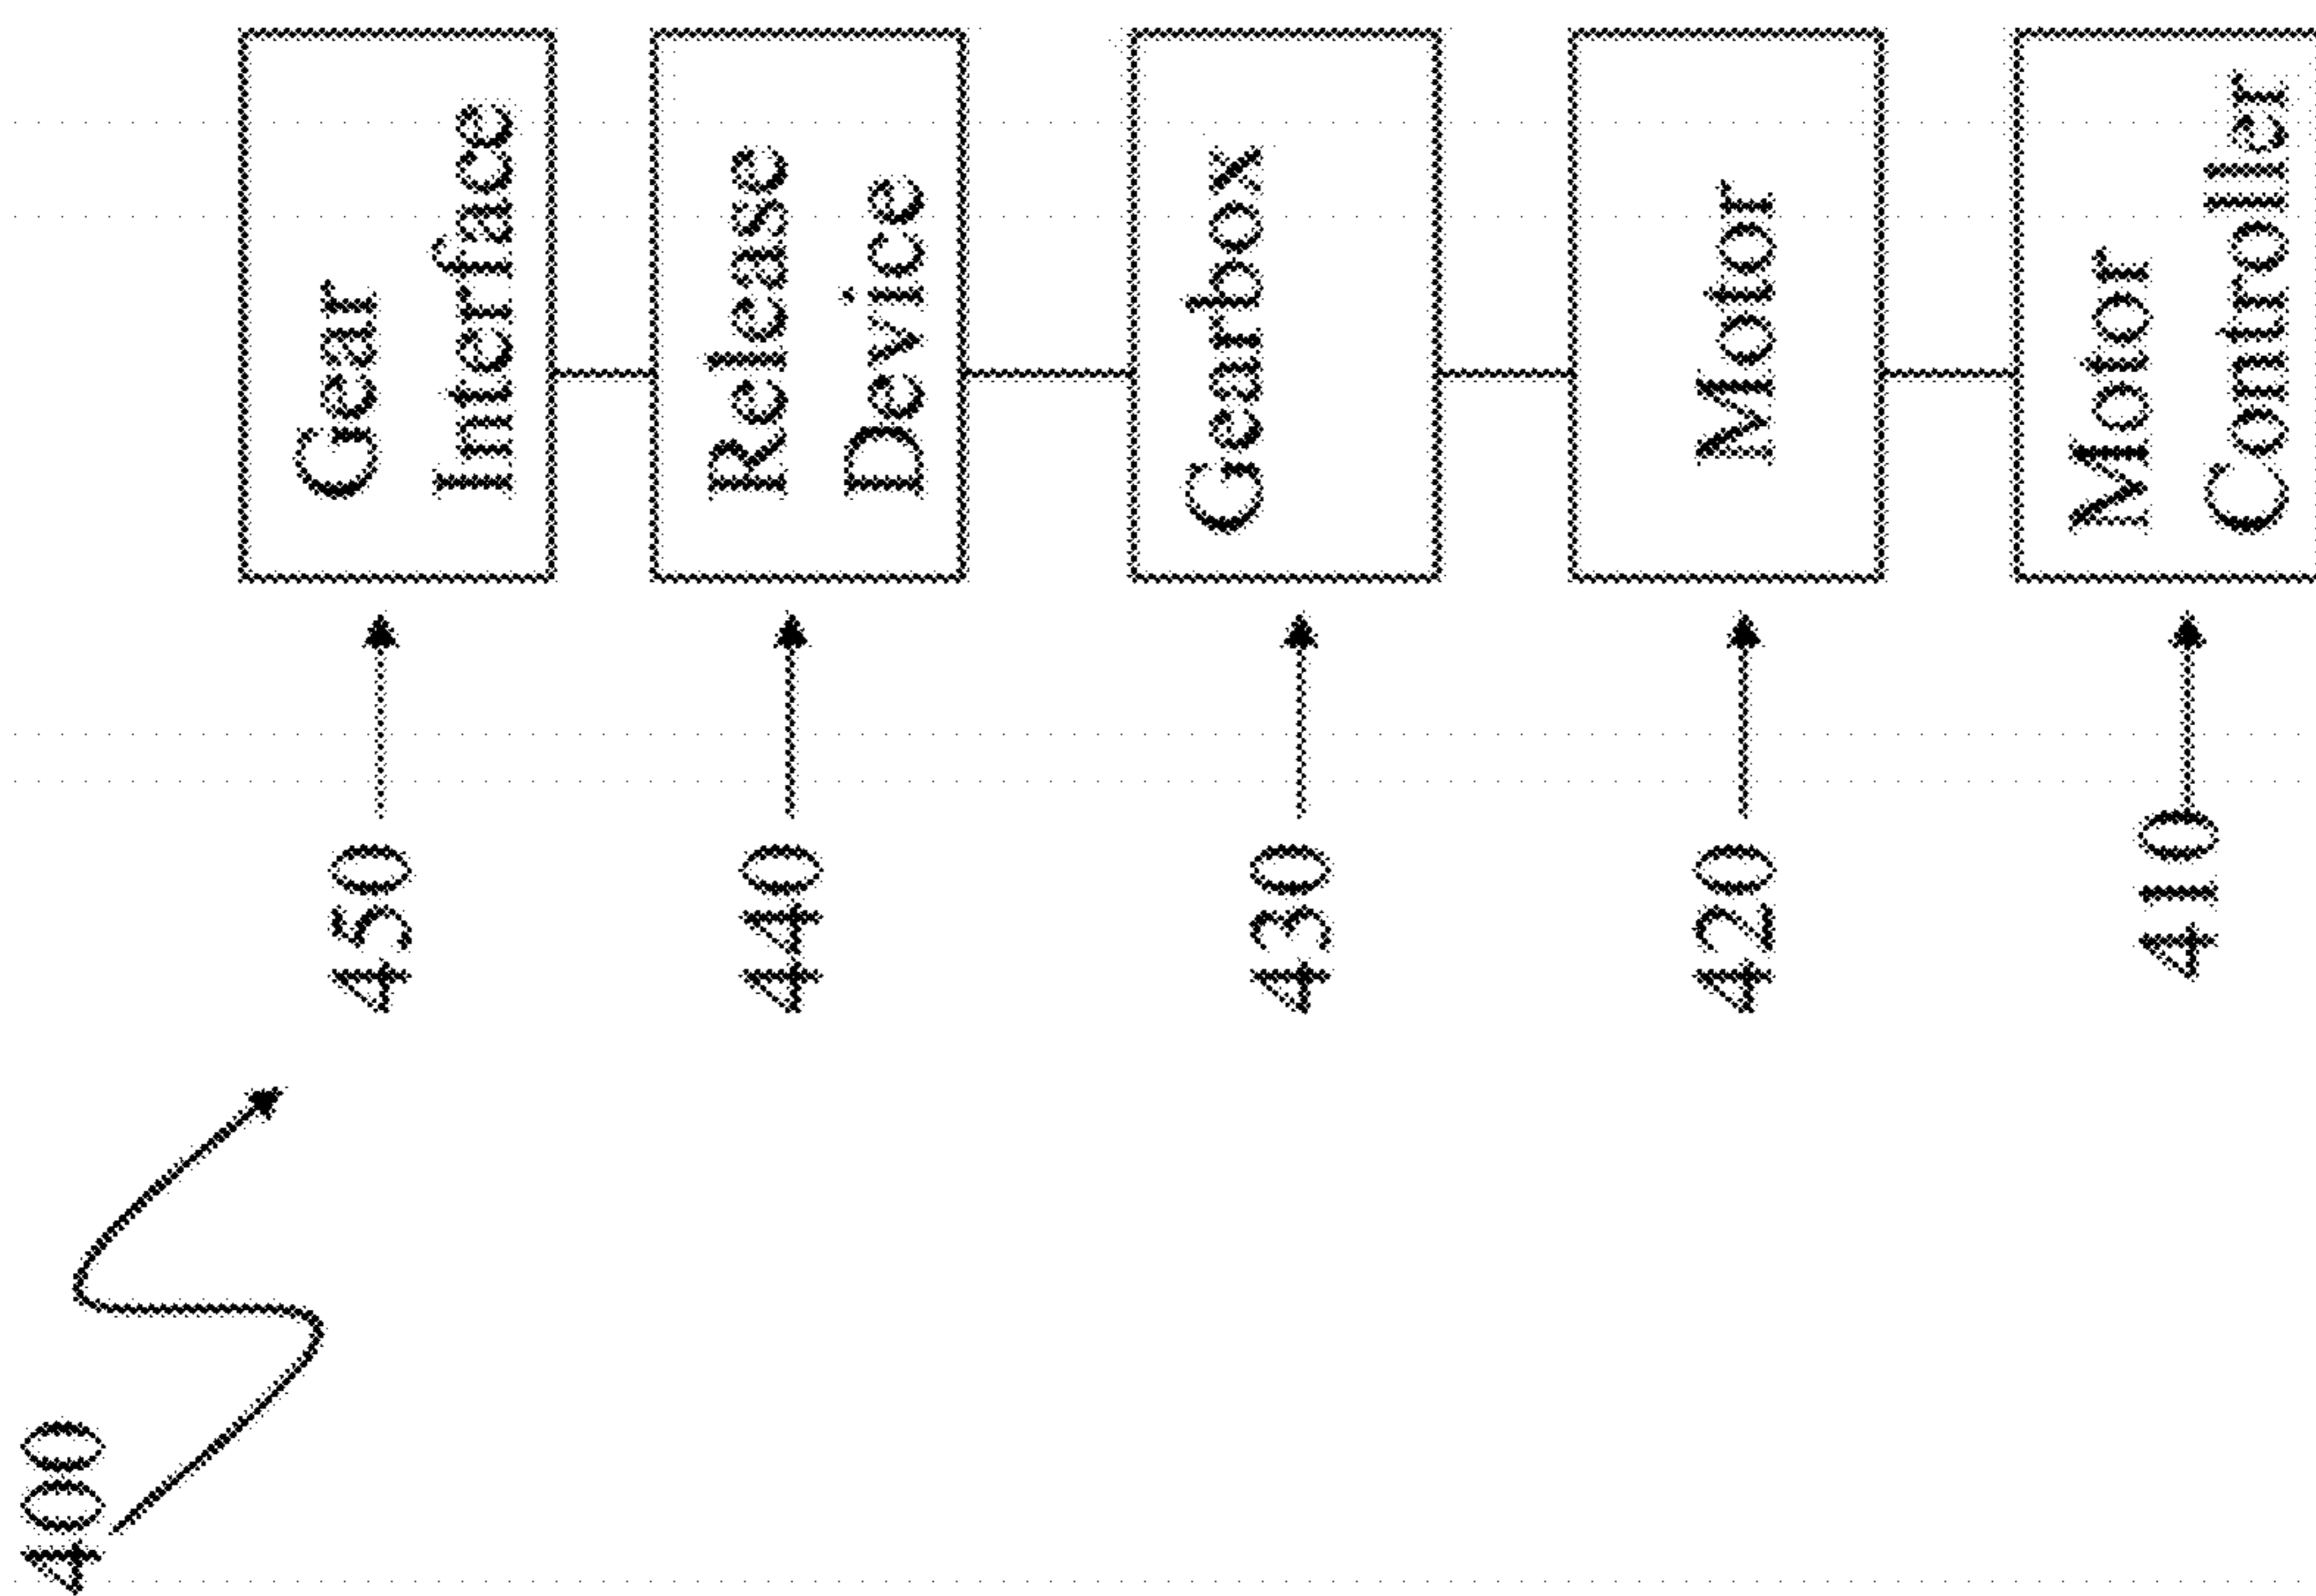 400
450
Gear
Interface
440
Release
Device
430
Gearbox
420
Motor
410
Motor
Controller